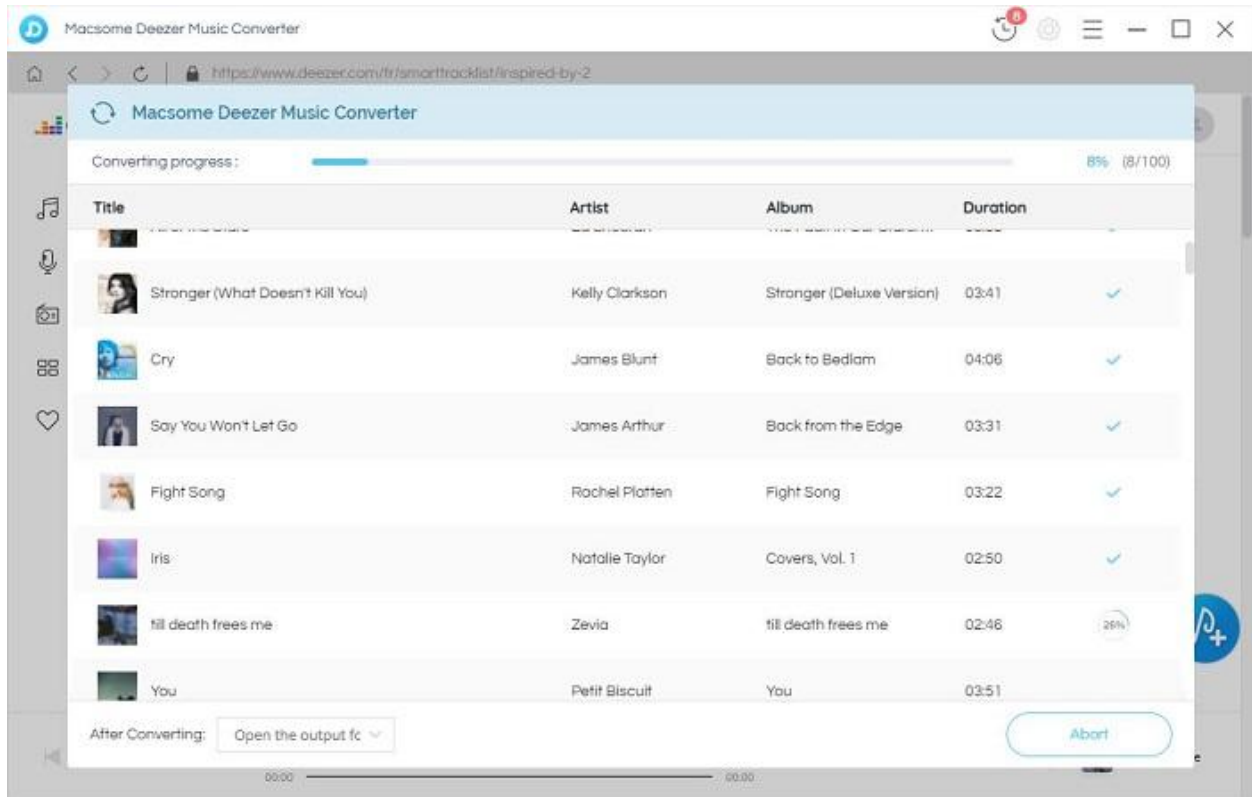 Macsome Deezer Music Converter
8
https://www.deezer.com/fr/smarttracklist/inspired-by-2
Macsome Deezer Music Converter
Converting progress : 8% (8/100)
Title Artist Album Duration
Stronger (What Doesn't Kill You) Kelly Clarkson Stronger (Deluxe Version) 03:41
Cry James Blunt Back to Bedlam 04:06
Say You Won't Let Go James Arthur Back from the Edge 03:31
Fight Song Rachel Platten Fight Song 03:22
Iris Natalie Taylor Covers, Vol. 1 02:50
till death frees me Zevia till death frees me 02:46 26%
You Petit Biscuit You 03:51
After Converting: Open the output fc Abort
00:00 00:00